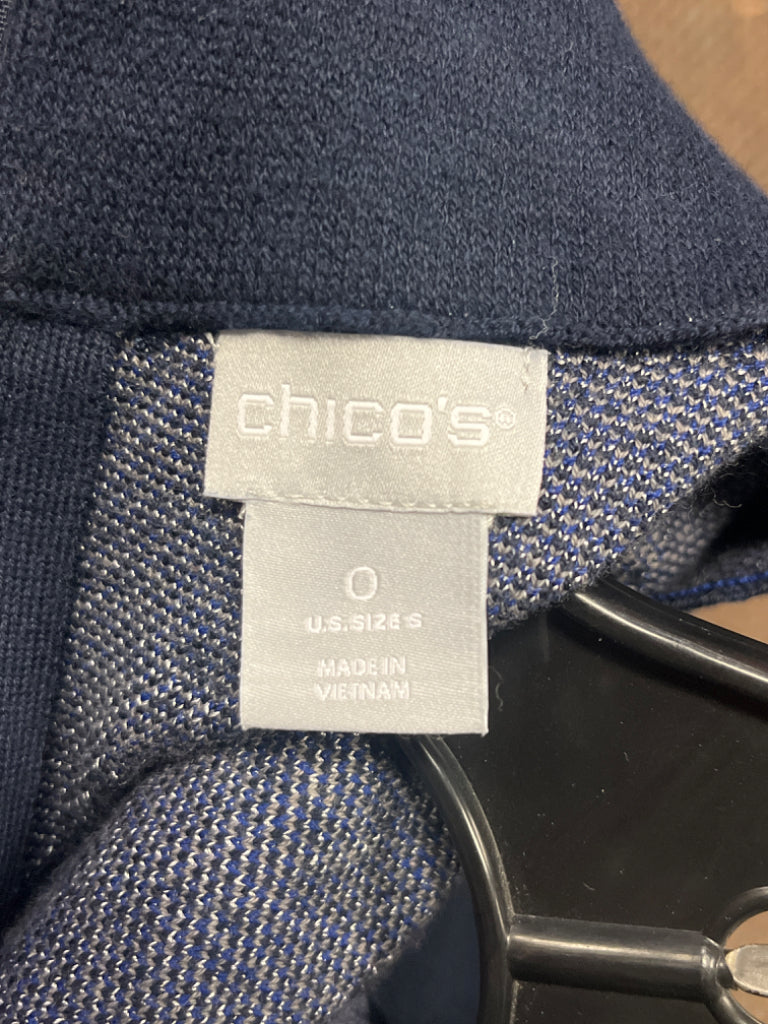 chico's®
0
U.S. SIZE S
MADE IN
VIETNAM